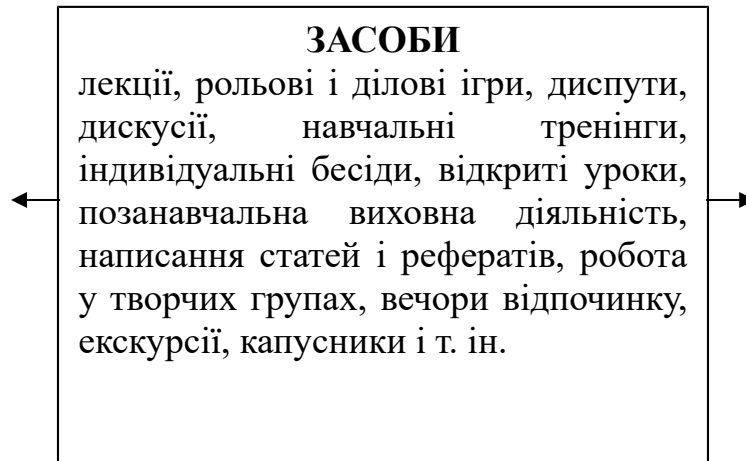 ЗАСОБИ
лекції, рольові і ділові ігри, диспути,
дискусії, навчальні тренінги,
індивідуальні бесіди, відкриті уроки,
позанавчальна виховна діяльність,
написання статей і рефератів, робота
у творчих групах, вечори відпочинку,
екскурсії, капусники і т. ін.